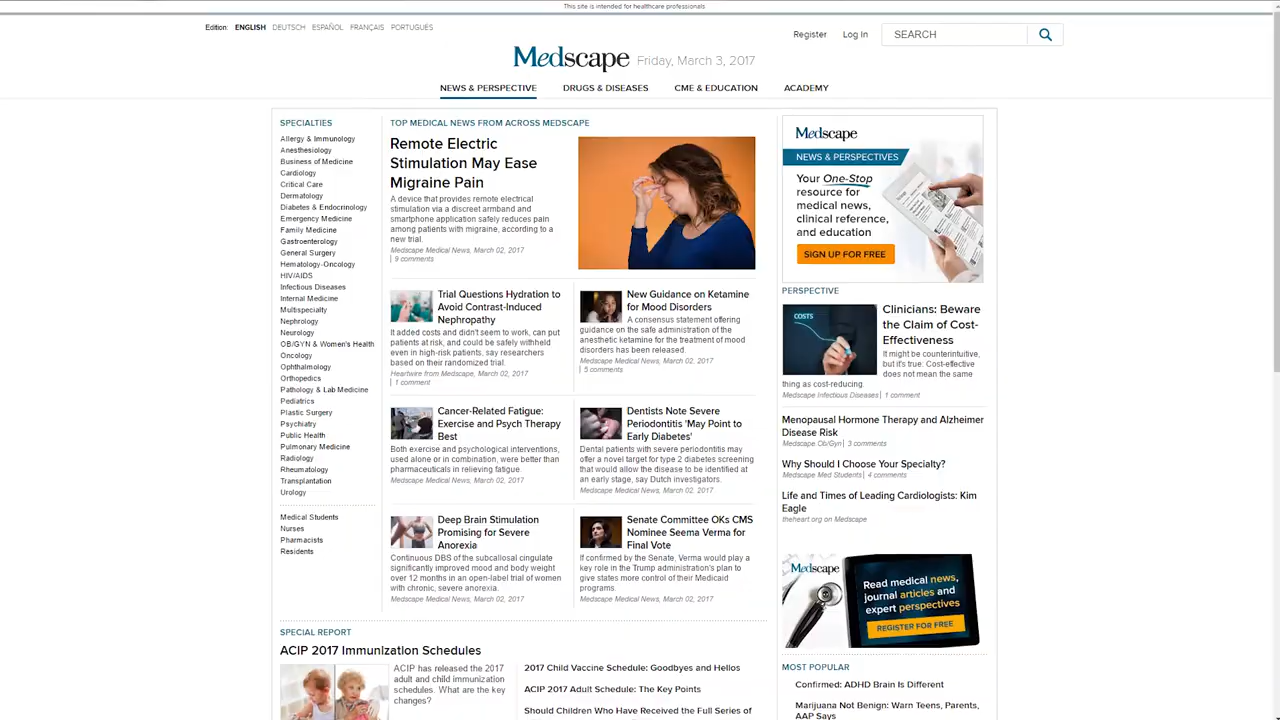 This site is intended for healthcare professionals
Edition: ENGLISH DEUTSCH ESPAÑOL FRANÇAIS PORTUGUÊS
Register Log In SEARCH
Medscape Friday, March 3, 2017
NEWS & PERSPECTIVE DRUGS & DISEASES CME & EDUCATION ACADEMY
SPECIALTIES
Allergy & Immunology
Anesthesiology
Business of Medicine
Cardiology
Critical Care
Dermatology
Diabetes & Endocrinology
Emergency Medicine
Family Medicine
Gastroenterology
General Surgery
Hematology-Oncology
HIV/AIDS
Infectious Diseases
Internal Medicine
Multispecialty
Nephrology
Neurology
OB/GYN & Women's Health
Oncology
Ophthalmology
Orthopedics
Pathology & Lab Medicine
Pediatrics
Plastic Surgery
Psychiatry
Public Health
Pulmonary Medicine
Radiology
Rheumatology
Transplantation
Urology
Medical Students
Nurses
Pharmacists
Residents
TOP MEDICAL NEWS FROM ACROSS MEDSCAPE
Remote Electric
Stimulation May Ease
Migraine Pain
A device that provides remote electrical
stimulation via a discreet armband and
smartphone application safely reduces pain
among patients with migraine, according to a
new trial.
Medscape Medical News, March 02, 2017
| 9 comments
Trial Questions Hydration to
Avoid Contrast-Induced
Nephropathy
It added costs and didn't seem to work, can put
patients at risk, and could be safely withheld
even in high-risk patients, say researchers
based on their randomized trial.
Heartwire from Medscape, March 02, 2017
| 1 comment
New Guidance on Ketamine
for Mood Disorders
A consensus statement offering
guidance on the safe administration of the
anesthetic ketamine for the treatment of mood
disorders has been released.
Medscape Medical News, March 02, 2017
| 5 comments
Cancer-Related Fatigue:
Exercise and Psych Therapy
Best
Both exercise and psychological interventions,
used alone or in combination, were better than
pharmaceuticals in relieving fatigue.
Medscape Medical News, March 02, 2017
Dentists Note Severe
Periodontitis 'May Point to
Early Diabetes'
Dental patients with severe periodontitis may
offer a novel target for type 2 diabetes screening
that would allow the disease to be identified at
an early stage, say Dutch investigators.
Medscape Medical News, March 02, 2017
Deep Brain Stimulation
Promising for Severe
Anorexia
Continuous DBS of the subcallosal cingulate
significantly improved mood and body weight
over 12 months in an open-label trial of women
with chronic, severe anorexia.
Medscape Medical News, March 02, 2017
Senate Committee OKs CMS
Nominee Seema Verma for
Final Vote
If confirmed by the Senate, Verma would play a
key role in the Trump administration's plan to
give states more control of their Medicaid
programs.
Medscape Medical News, March 02, 2017
SPECIAL REPORT
ACIP 2017 Immunization Schedules
ACIP has released the 2017
adult and child immunization
schedules. What are the key
changes?
2017 Child Vaccine Schedule: Goodbyes and Hellos
ACIP 2017 Adult Schedule: The Key Points
Should Children Who Have Received the Full Series of
Medscape
NEWS & PERSPECTIVES
Your One-Stop
resource for
medical news,
clinical reference,
and education
SIGN UP FOR FREE
PERSPECTIVE
COSTS
Clinicians: Beware
the Claim of Cost-
Effectiveness
It might be counterintuitive,
but it's true: Cost-effective
does not mean the same
thing as cost-reducing.
Medscape Infectious Diseases | 1 comment
Menopausal Hormone Therapy and Alzheimer
Disease Risk
Medscape Ob/Gyn | 3 comments
Why Should I Choose Your Specialty?
Medscape Med Students | 4 comments
Life and Times of Leading Cardiologists: Kim
Eagle
theheart.org on Medscape
Medscape
Read medical news,
journal articles and
expert perspectives
REGISTER FOR FREE
MOST POPULAR
Confirmed: ADHD Brain Is Different
Marijuana Not Benign: Warn Teens, Parents,
AAP Says